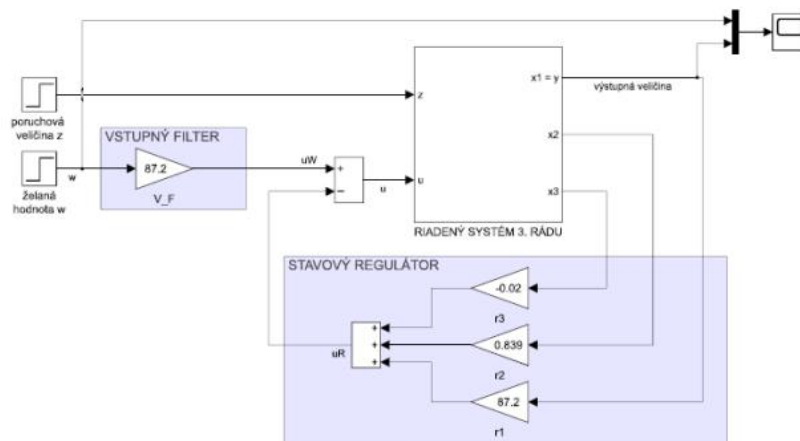 x1 = y
výstupná veličina
z
poruchová
veličina z
VSTUPNÝ FILTER
x2
87.2
uW
+
−
w
u
u
x3
želaná
hodnota w
V_F
RIADENÝ SYSTÉM 3. RÁDU
STAVOVÝ REGULÁTOR
-0.02
r3
+
+
+
uR
0.839
r2
87.2
r1